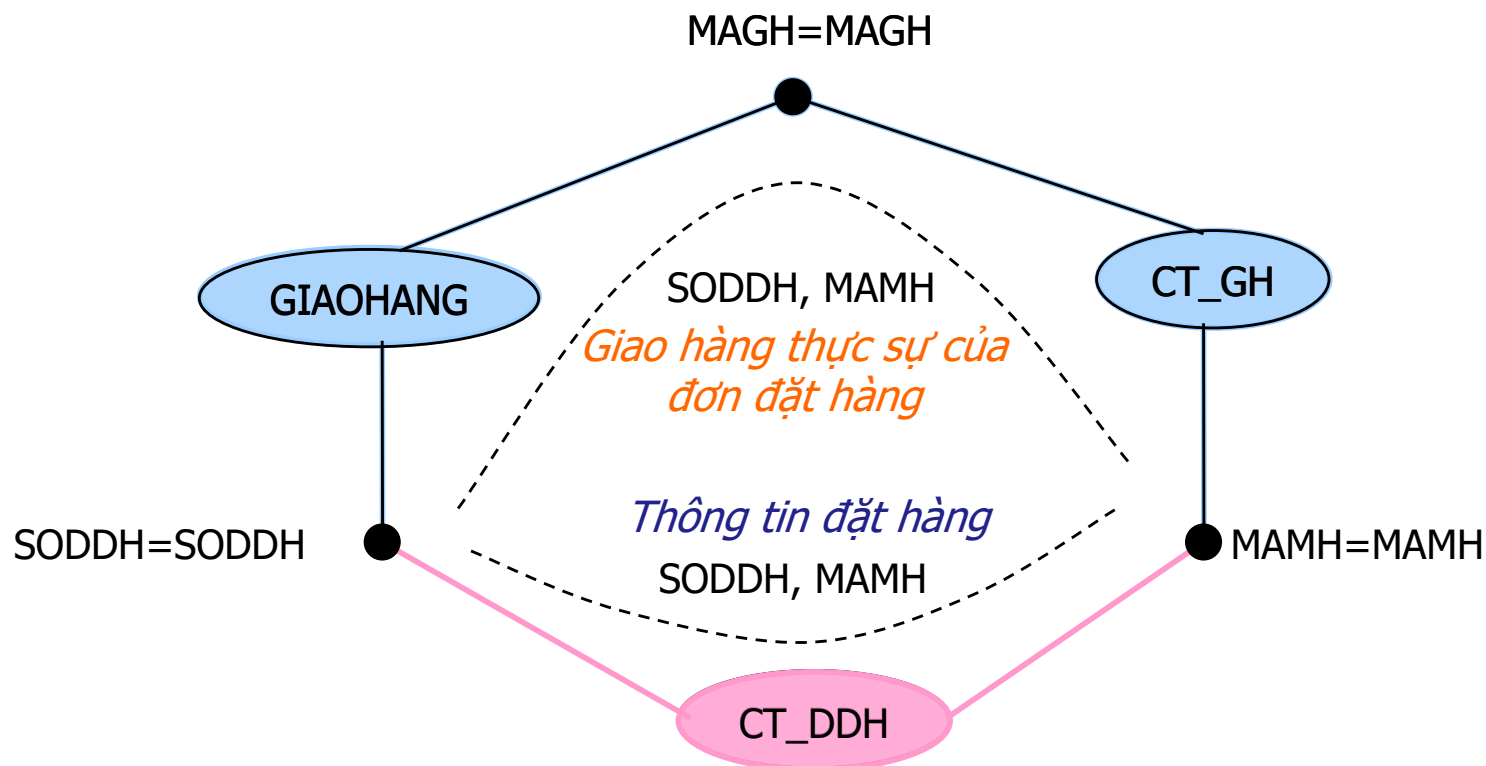 MAGH=MAGH
GIAOHANG
CT_GH
SODDH, MAMH
Giao hàng thực sự của
đơn đặt hàng
Thông tin đặt hàng
SODDH=SODDH
MAMH=MAMH
SODDH, MAMH
CT_DDH